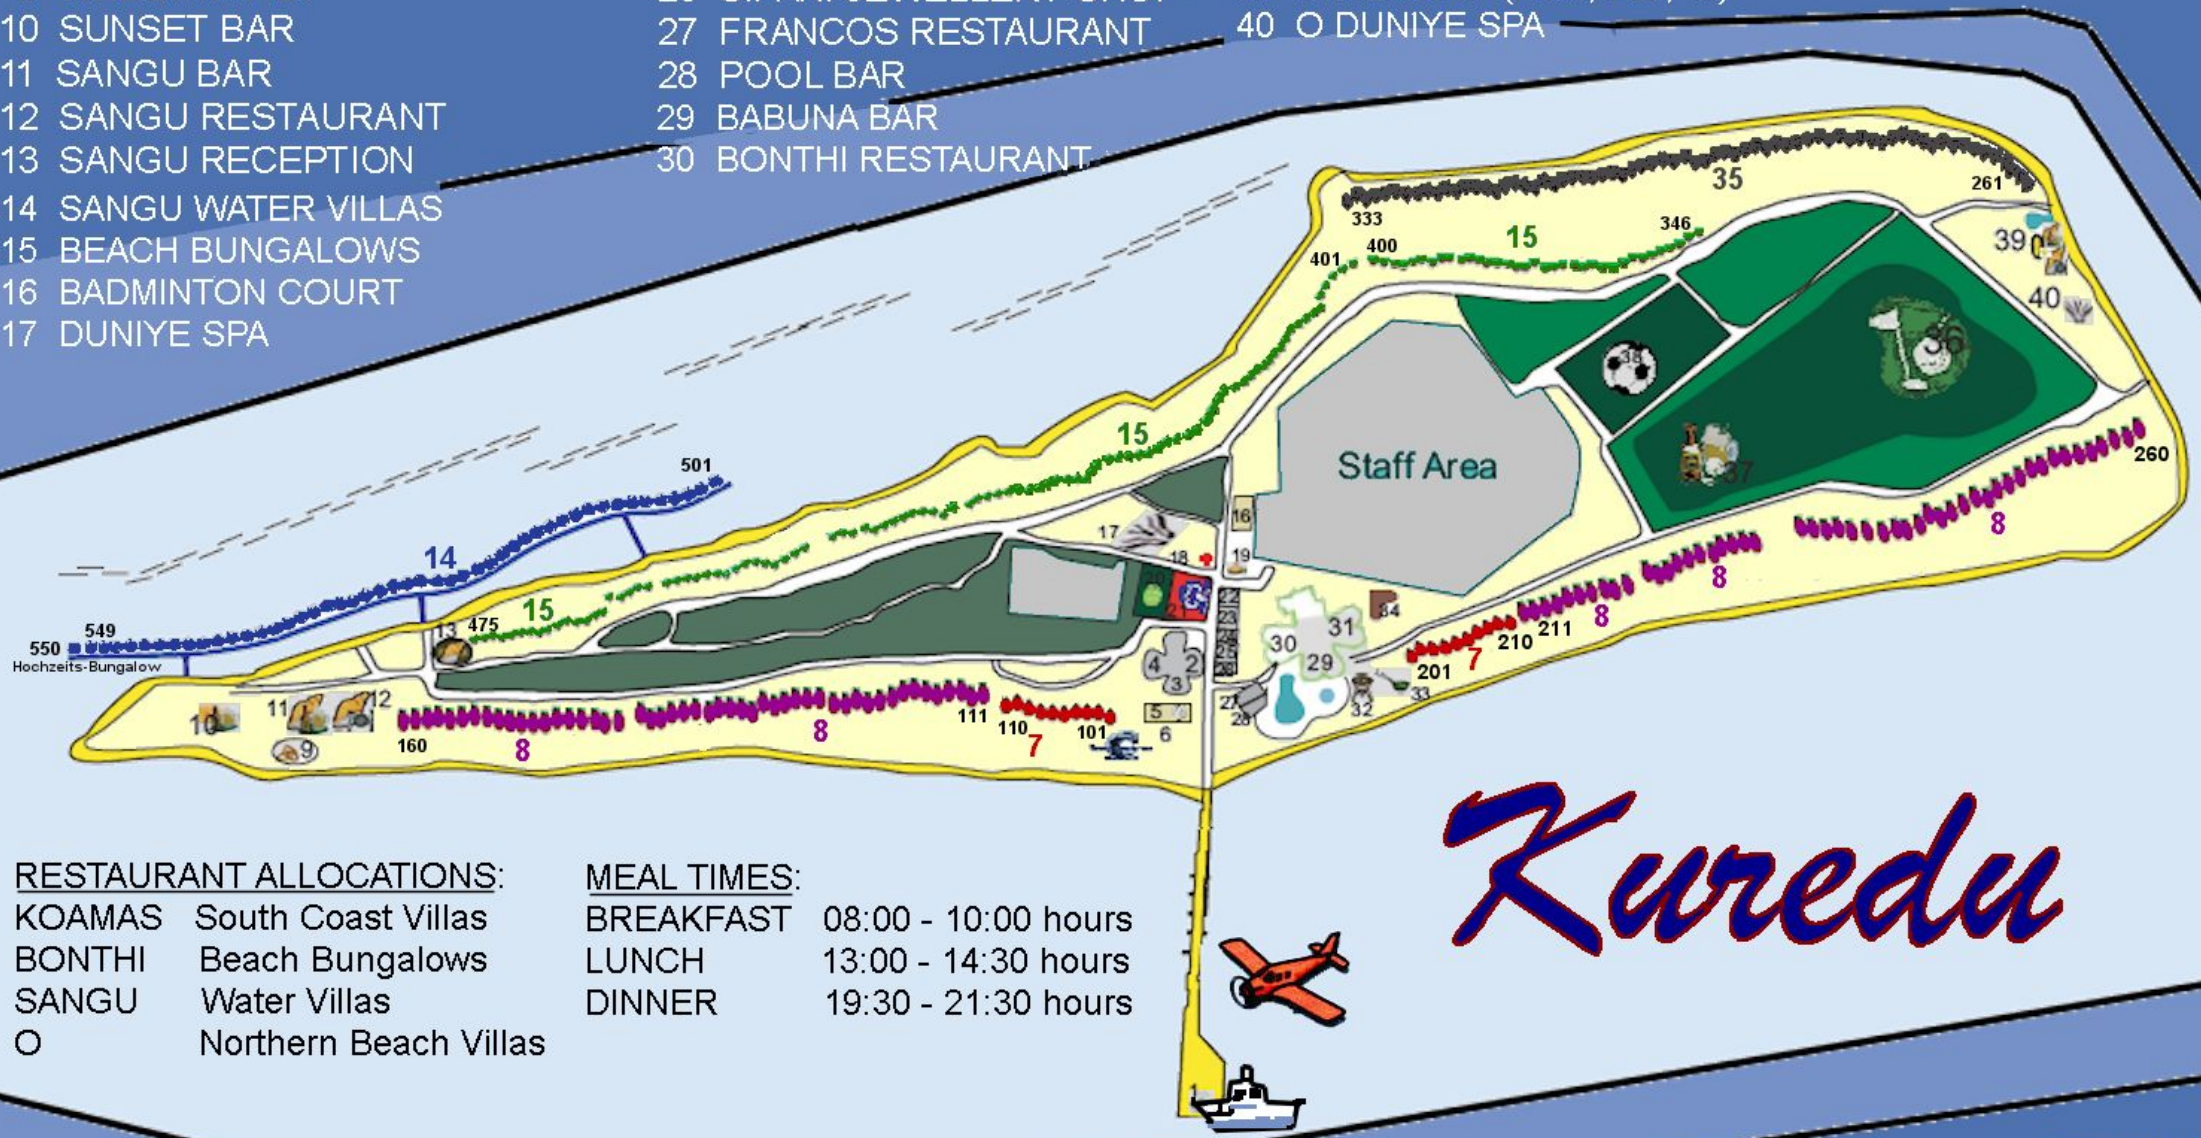 10 SUNSET BAR
11 SANGU BAR
12 SANGU RESTAURANT
13 SANGU RECEPTION
14 SANGU WATER VILLAS
15 BEACH BUNGALOWS
16 BADMINTON COURT
17 DUNIYE SPA
27 FRANCOS RESTAURANT
28 POOL BAR
29 BABUNA BAR
30 BONTHI RESTAURANT
40 O DUNIYE SPA
35
261
333
346
15
400
401
39
40
38
36
15
Staff Area
37
260
8
501
14
17
16
18
19
15
475
13
549
550
Hochzeits-Bungalow
22
23
24
25
26
21
34
31
30
29
8
8
211
210
7
201
33
32
27
28
4 2
3
5
6
12
11
10
9
160
8
8
111
110
7
101
Kuredu
RESTAURANT ALLOCATIONS:
KOAMAS South Coast Villas
BONTHI Beach Bungalows
SANGU Water Villas
O Northern Beach Villas
MEAL TIMES:
BREAKFAST 08:00 - 10:00 hours
LUNCH 13:00 - 14:30 hours
DINNER 19:30 - 21:30 hours
1